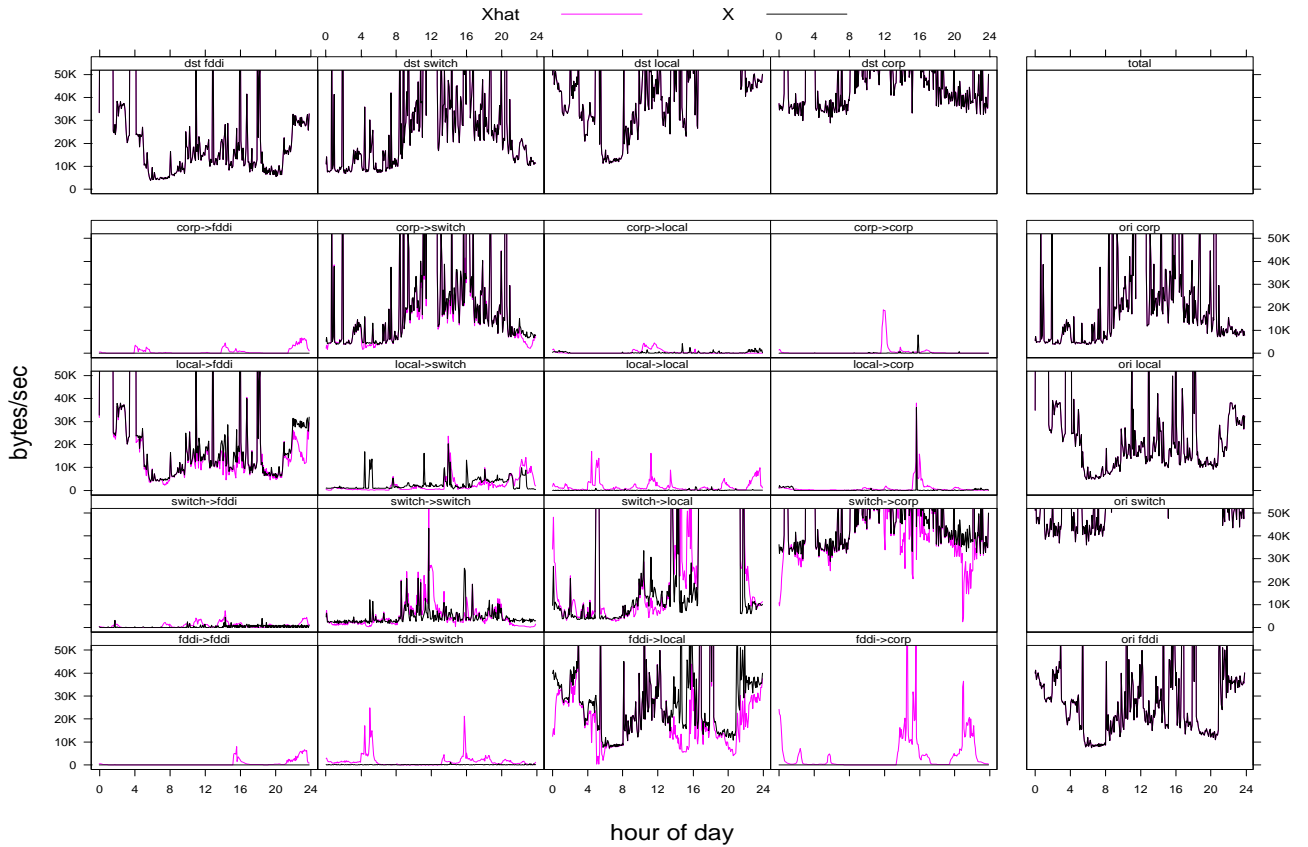 Xhat X
0 4 8 12 16 20 24 0 4 8 12 16 20 24
dst fddi dst switch dst local dst corp total
50K
40K
30K
20K
10K
0
corp->fddi corp->switch corp->local corp->corp ori corp
50K
40K
30K
20K
10K
0
local->fddi local->switch local->local local->corp ori local
50K
40K
30K
20K
10K
0
switch->fddi switch->switch switch->local switch->corp ori switch
50K
40K
30K
20K
10K
0
fddi->fddi fddi->switch fddi->local fddi->corp ori fddi
50K
40K
30K
20K
10K
0
0 4 8 12 16 20 24 0 4 8 12 16 20 24 0 4 8 12 16 20 24
bytes/sec
hour of day